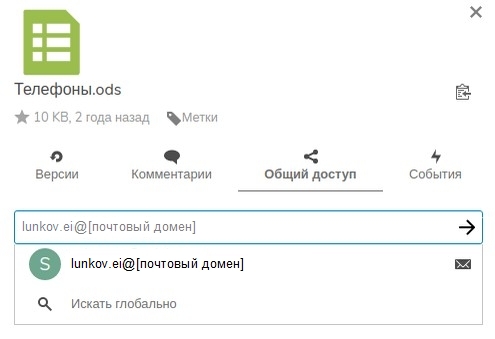 Телефоны.ods
10 KB, 2 года назад Метки
Версии Комментарии Общий доступ События
lunkov.ei@[почтовый домен]
S lunkov.ei@[почтовый домен]
Искать глобально